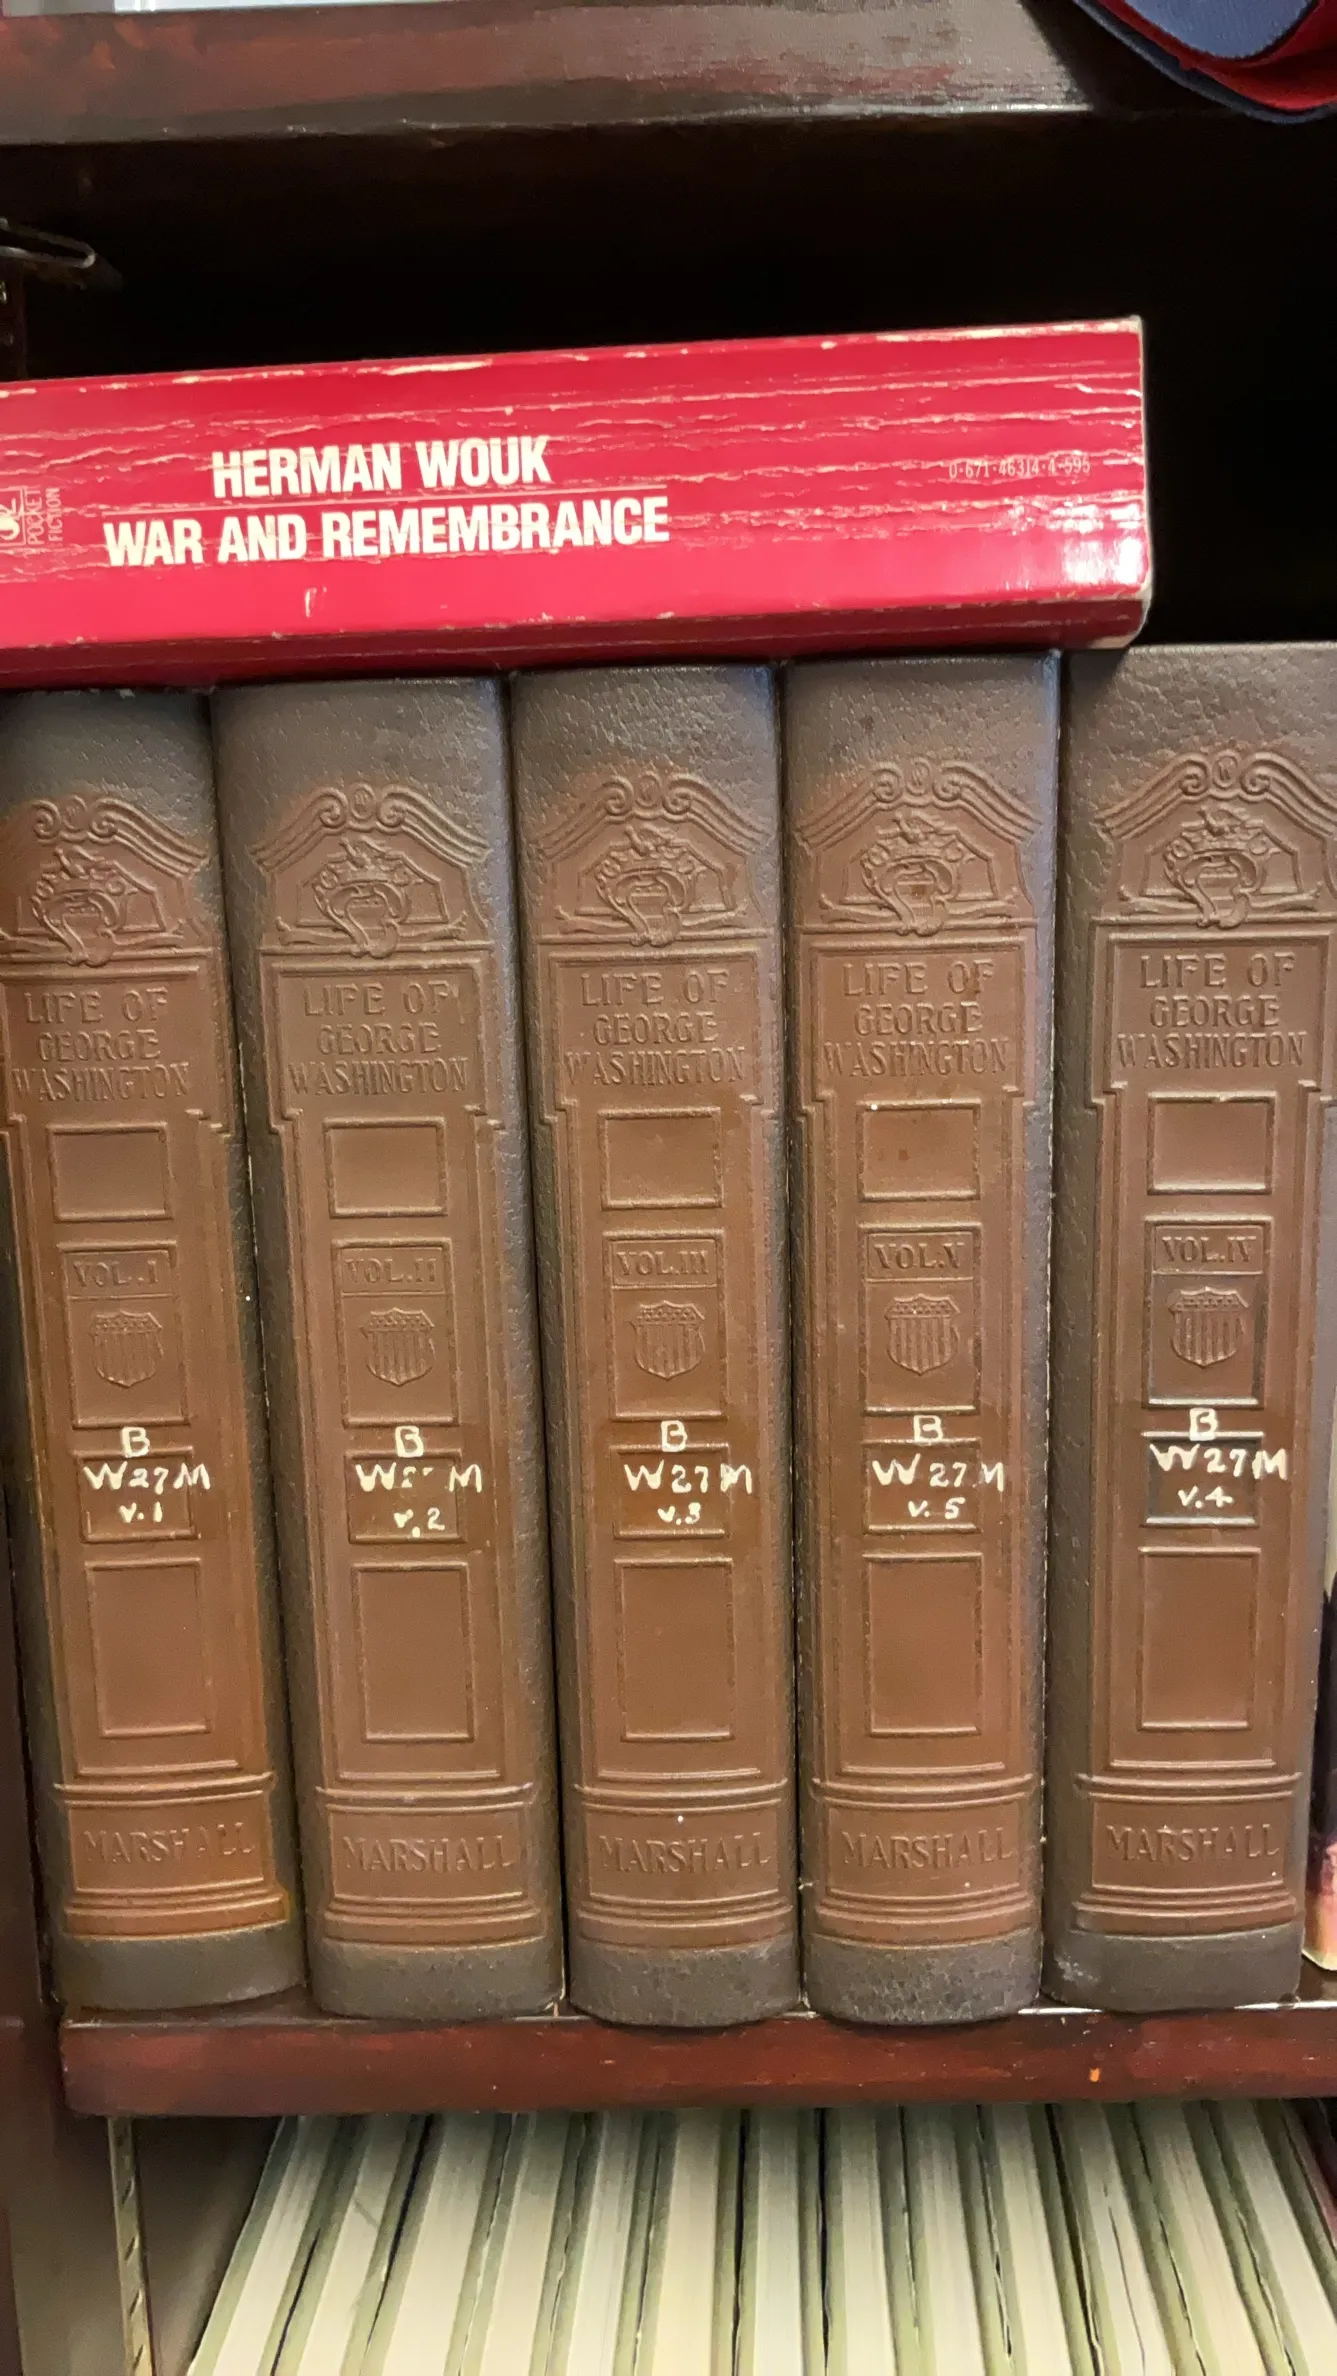 HERMAN WOUK
WAR AND REMEMBRANCE
0-671-46314-4-595
POCKET
FICTION
LIFE OF
GEORGE
WASHINGTON
VOL. I
B
W27M
v.1
MARSHALL
LIFE OF
GEORGE
WASHINGTON
VOL. II
B
W2 M
v.2
MARSHALL
LIFE OF
GEORGE
WASHINGTON
VOL. III
B
W27M
v.3
MARSHALL
LIFE OF
GEORGE
WASHINGTON
VOL. V
B
W27M
v.5
MARSHALL
LIFE OF
GEORGE
WASHINGTON
VOL. IV
B
W27M
v.4
MARSHALL